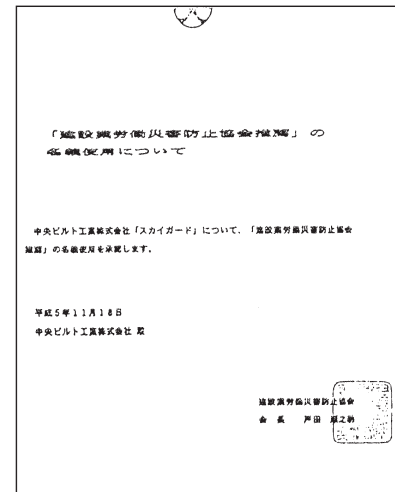 「建設業労働災害防止協会推薦」の
名義使用について
中央ビルト工業株式会社「スカイガード」について、「建設業労働災害防止協会
推薦」の名義使用を承認します。
平成5年11月18日
中央ビルト工業株式会社 殿
建設業労働災害防止協会
会長 戸田 順之助